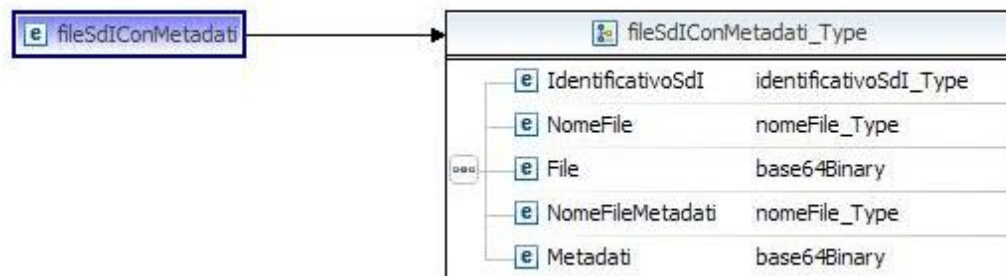 fileSdIConMetadati
fileSdIConMetadati_Type
IdentificativoSdI identificativoSdI_Type
NomeFile nomeFile_Type
File base64Binary
NomeFileMetadati nomeFile_Type
Metadati base64Binary